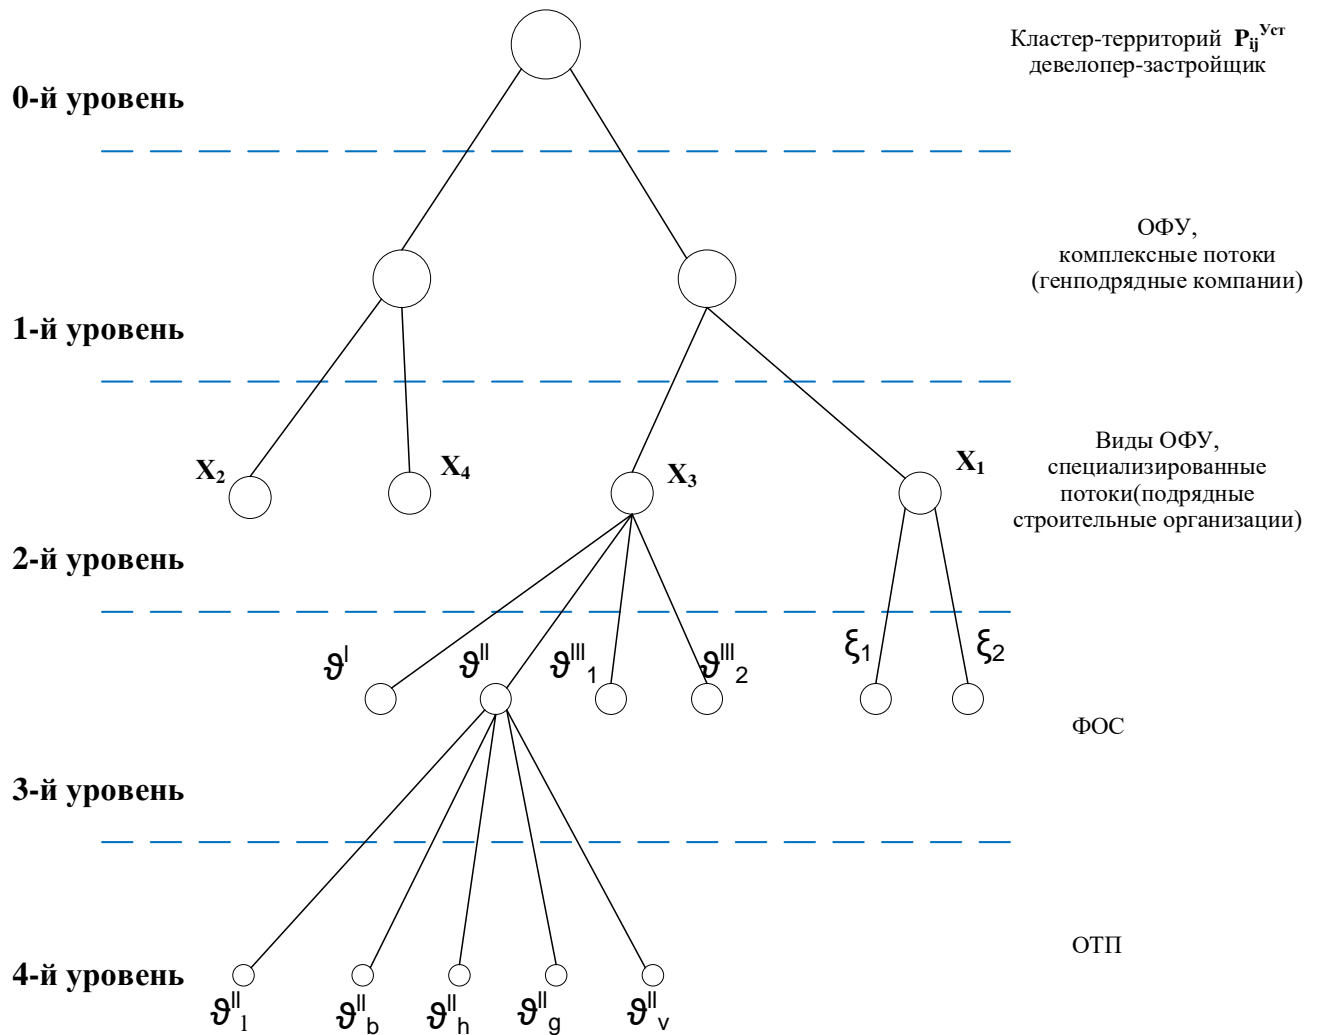 Кластер-территорий P_ij^Уст
девелопер-застройщик
0-й уровень
ОФУ,
комплексные потоки
(генподрядные компании)
1-й уровень
X₂
X₄
X₃
X₁
Виды ОФУ,
специализированные
потоки(подрядные
строительные организации)
2-й уровень
ϑ^I
ϑ^II
ϑ^III_1
ϑ^III_2
ξ₁
ξ₂
ФОС
3-й уровень
ОТП
4-й уровень
ϑ^II_l
ϑ^II_b
ϑ^II_h
ϑ^II_g
ϑ^II_v